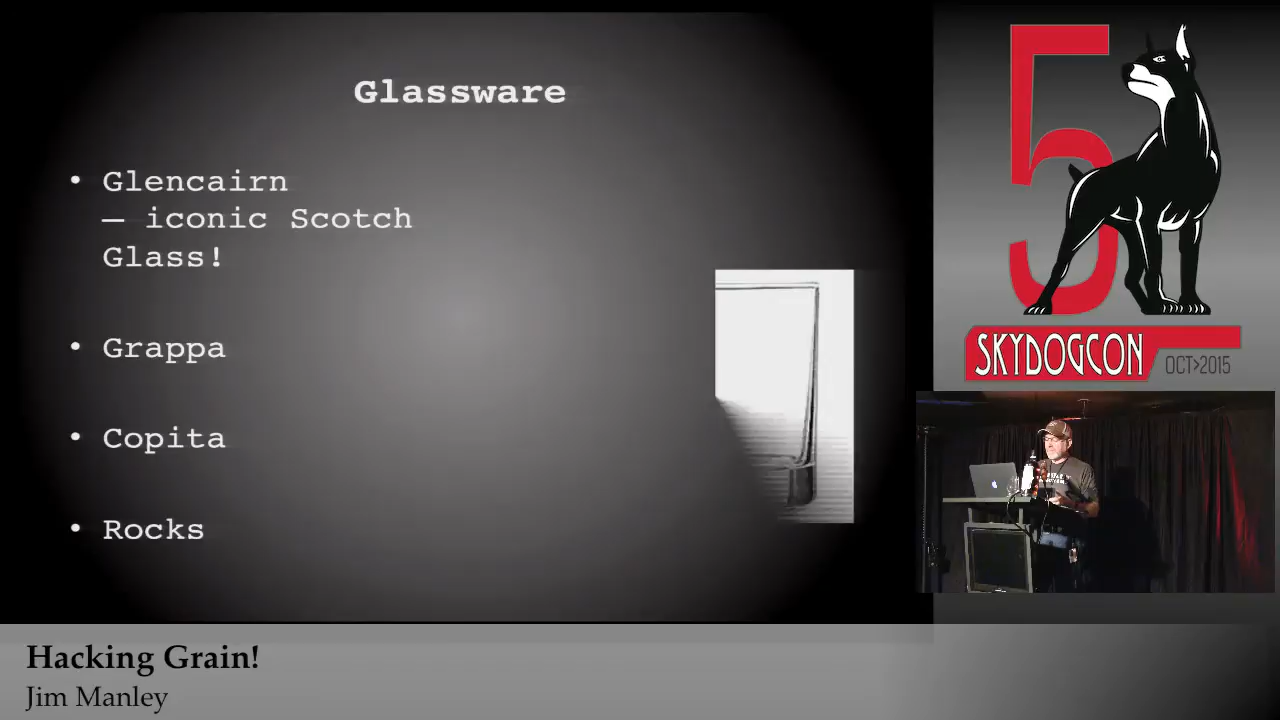 Glassware
• Glencairn
— iconic Scotch
Glass!
• Grappa
• Copita
• Rocks
5
SKYDOGCON
OCT>2015
Hacking Grain!
Jim Manley